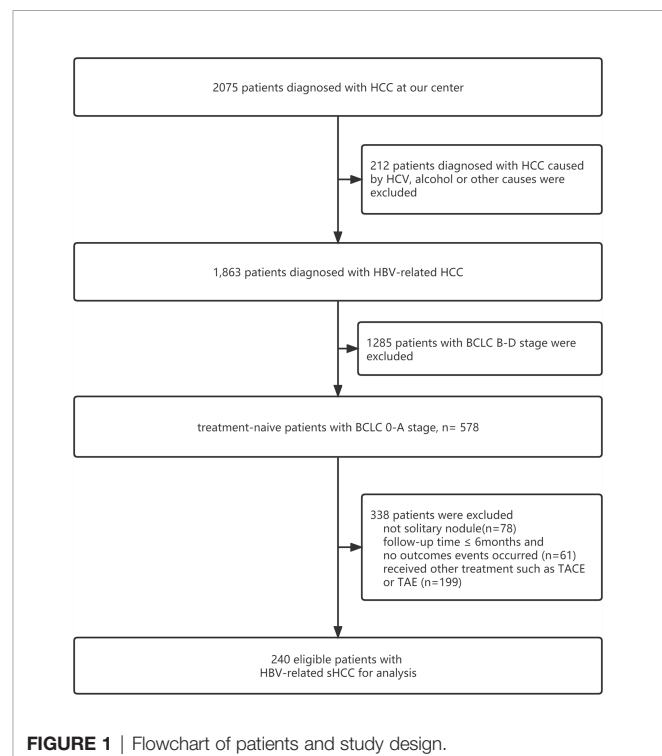 2075 patients diagnosed with HCC at our center
212 patients diagnosed with HCC caused
by HCV, alcohol or other causes were
excluded
1,863 patients diagnosed with HBV-related HCC
1285 patients with BCLC B-D stage were
excluded
treatment-naive patients with BCLC 0-A stage, n= 578
338 patients were excluded
not solitary nodule(n=78)
follow-up time ≤ 6months and
no outcomes events occurred (n=61)
received other treatment such as TACE
or TAE (n=199)
240 eligible patients with
HBV-related sHCC for analysis
FIGURE 1 | Flowchart of patients and study design.